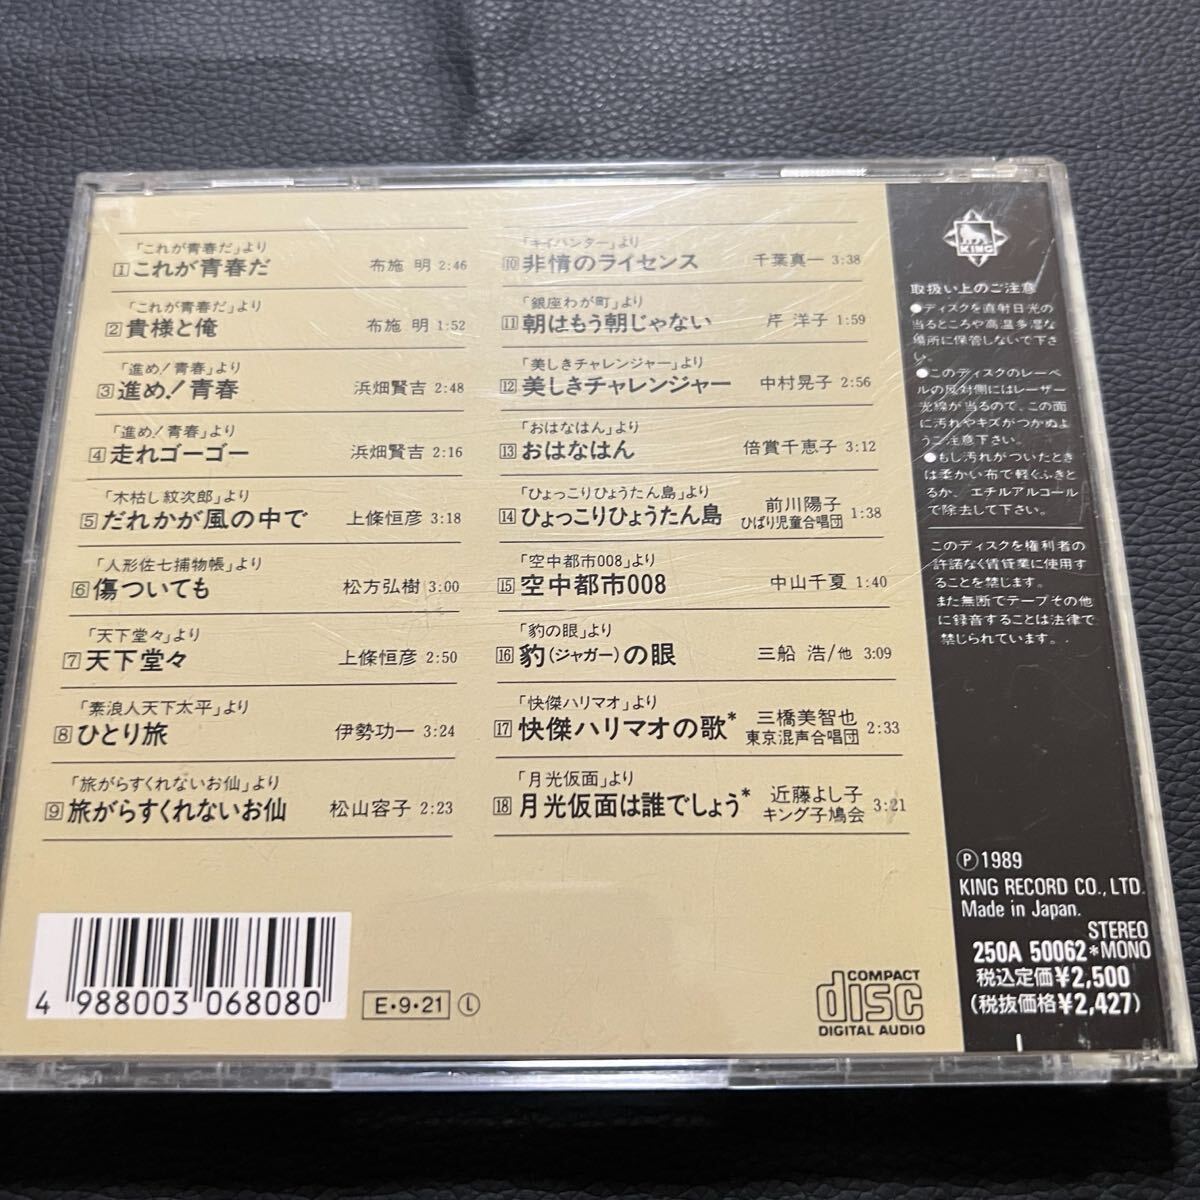 「これが青春だ」より
1 これが青春だ 布施 明 2:46
「これが青春だ」より
2 貴様と俺 布施 明 1:52
「進め!青春」より
3 進め!青春 浜畑賢吉 2:48
「進め!青春」より
4 走れゴーゴー 浜畑賢吉 2:16
「木枯し紋次郎」より
5 だれかが風の中で 上條恒彦 3:18
「人形佐七捕物帳」より
6 傷ついても 松方弘樹 3:00
「天下堂々」より
7 天下堂々 上條恒彦 2:50
「素浪人天下太平」より
8 ひとり旅 伊勢功一 3:24
「旅がらすくれないお仙」より
9 旅がらすくれないお仙 松山容子 2:23
「キイハンター」より
10 非情のライセンス 千葉真一 3:38
「銀座わが町」より
11 朝はもう朝じゃない 芹 洋子 1:59
「美しきチャレンジャー」より
12 美しきチャレンジャー 中村晃子 2:56
「おはなはん」より
13 おはなはん 倍賞千恵子 3:12
「ひょっこりひょうたん島」より
14 ひょっこりひょうたん島 前川陽子 ひばり児童合唱団 1:38
「空中都市008」より
15 空中都市008 中山千夏 1:40
「豹の眼」より
16 豹(ジャガー)の眼 三船 浩/他 3:09
「快傑ハリマオ」より
17 快傑ハリマオの歌* 三橋美智也 東京混声合唱団 2:33
「月光仮面」より
18 月光仮面は誰でしょう* 近藤よし子 キング子鳩会 3:21
KING
取扱い上のご注意
●ディスクを直射日光の
当るところや高温多湿な
場所に保管しないで下さ
い。
●このディスクのレーベ
ルの反対側にはレーザー
光線が当るので、この面
に汚れやキズがつかぬよ
うご注意下さい。
●もし汚れがついたとき
は柔かい布で軽くふきと
るか、エチルアルコール
で除去して下さい。
このディスクを権利者の
許諾なく賃貸業に使用す
ることを禁じます。
また無断でテープその他
に録音することは法律で
禁じられています。
Ⓟ1989
KING RECORD CO., LTD.
Made in Japan.
STEREO
250A 50062 *MONO
税込定価¥2,500
(税抜価格¥2,427)
4 988003 068080
E・9・21 Ⓛ
COMPACT
disc
DIGITAL AUDIO